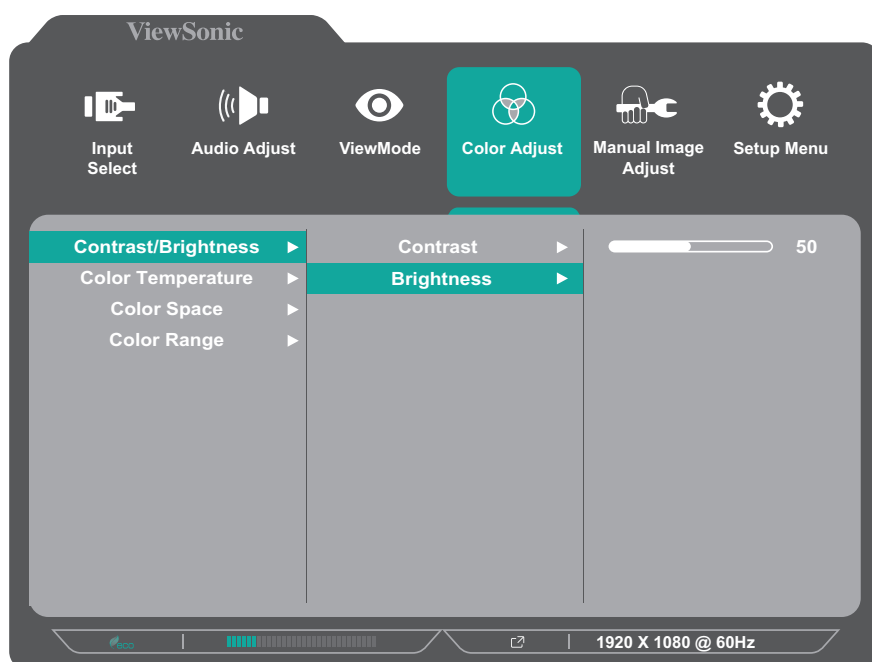 ViewSonic
Input Select
Audio Adjust
ViewMode
Color Adjust
Manual Image Adjust
Setup Menu
Contrast/Brightness
Contrast
50
Color Temperature
Brightness
Color Space
Color Range
eco
1920 X 1080 @ 60Hz